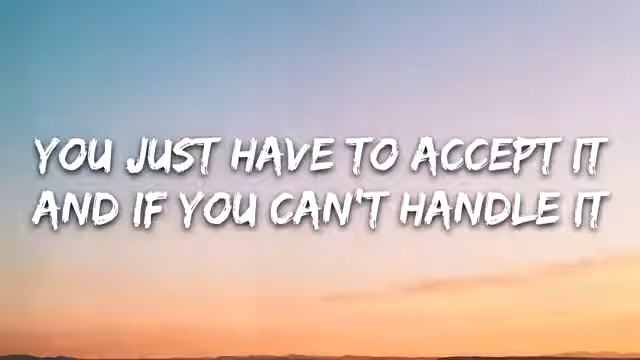 YOU JUST HAVE TO ACCEPT IT
AND IF YOU CAN'T HANDLE IT